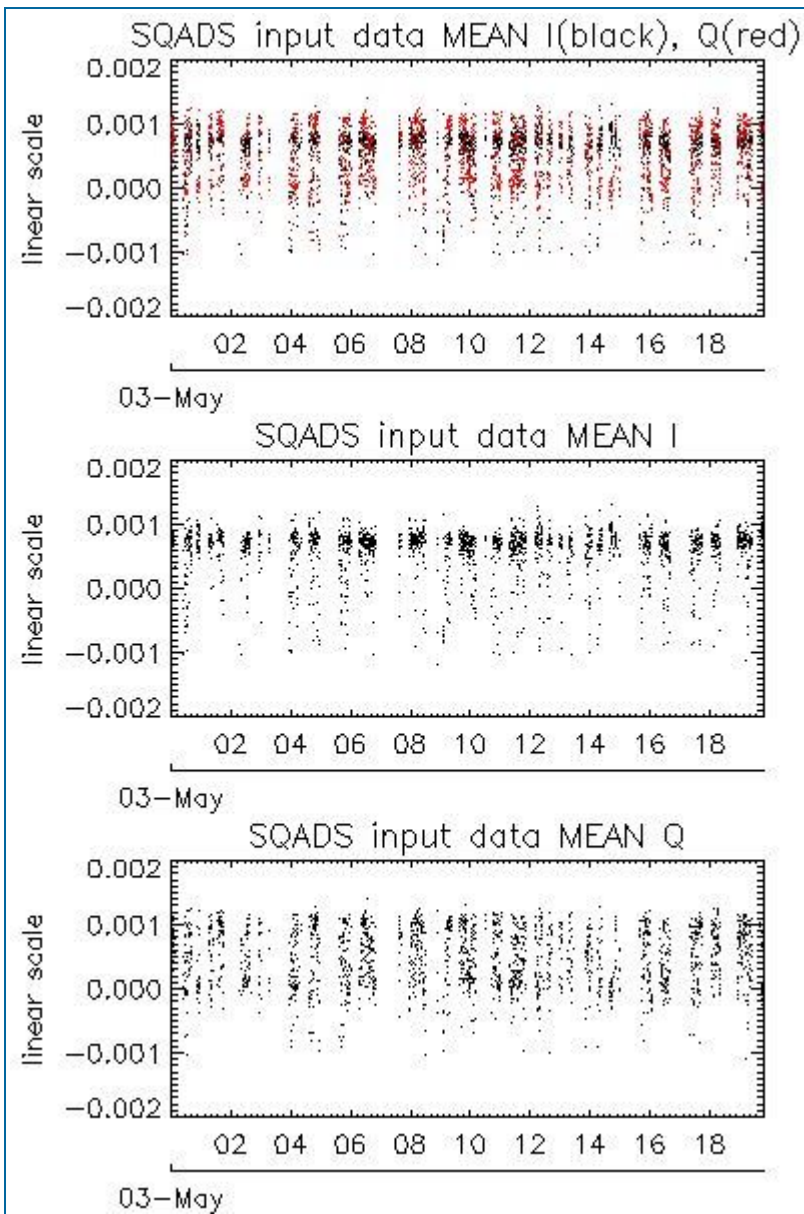 SQADS input data MEAN I(black), Q(red)
linear scale
0.002
0.001
0.000
−0.001
−0.002
02 04 06 08 10 12 14 16 18
03-May
SQADS input data MEAN I
linear scale
0.002
0.001
0.000
−0.001
−0.002
02 04 06 08 10 12 14 16 18
03-May
SQADS input data MEAN Q
linear scale
0.002
0.001
0.000
−0.001
−0.002
02 04 06 08 10 12 14 16 18
03-May